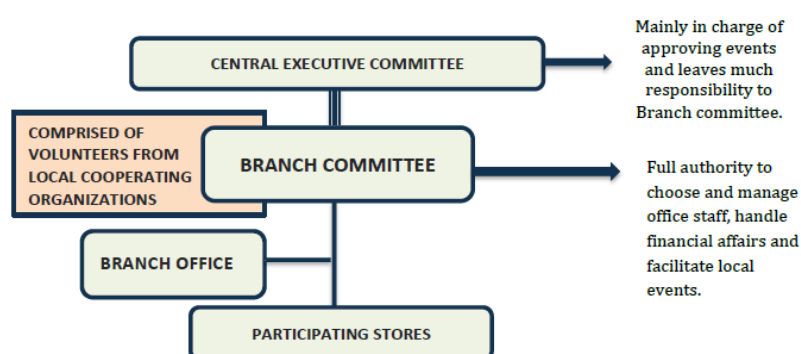 CENTRAL EXECUTIVE COMMITTEE
Mainly in charge of
approving events
and leaves much
responsibility to
Branch committee.
COMPRISED OF
VOLUNTEERS FROM
LOCAL COOPERATING
ORGANIZATIONS
BRANCH COMMITTEE
Full authority to
choose and manage
office staff, handle
financial affairs and
facilitate local
events.
BRANCH OFFICE
PARTICIPATING STORES